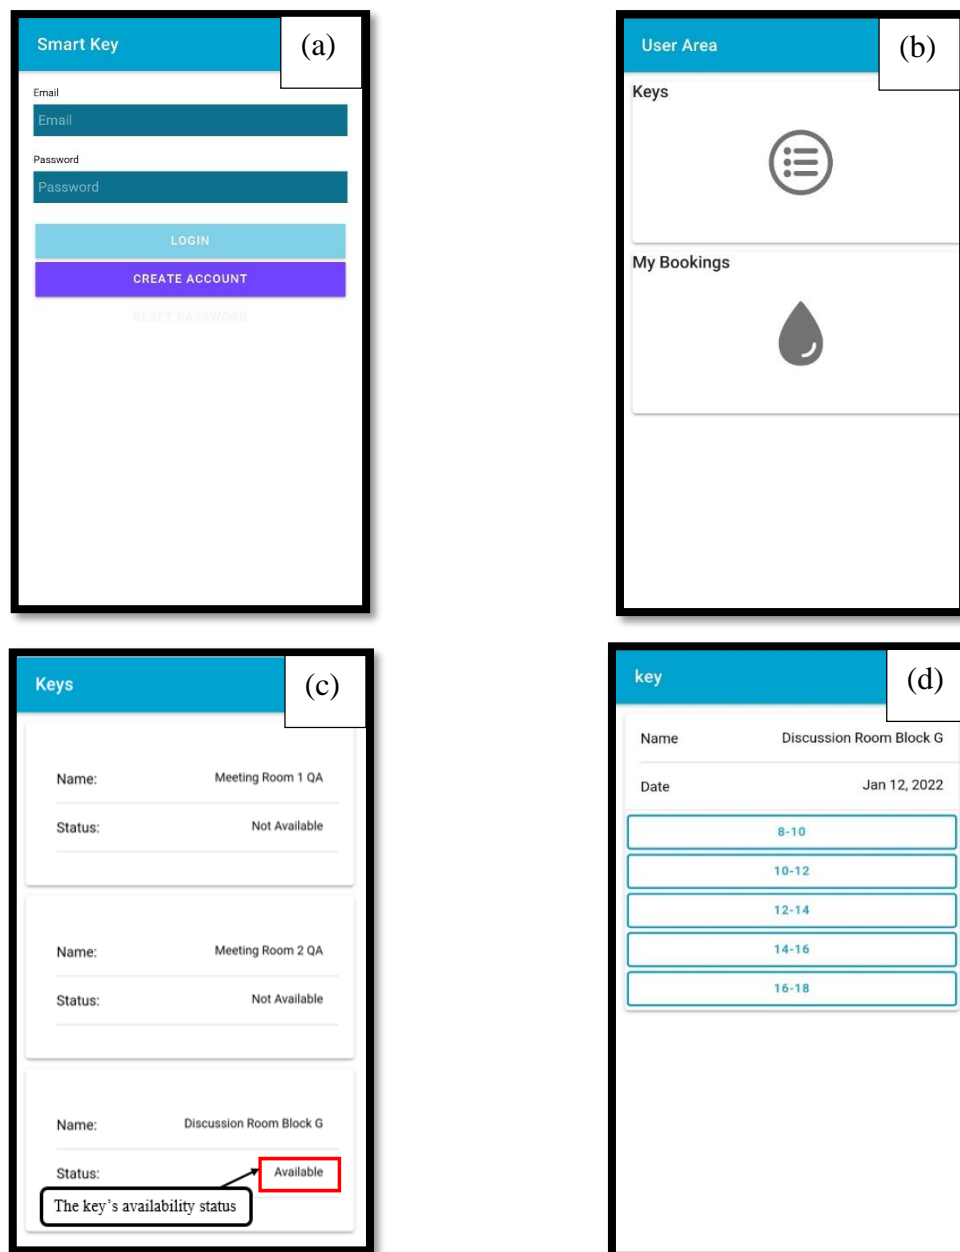 Smart Key
(a)
Email
Email
Password
Password
LOGIN
CREATE ACCOUNT
RESET PASSWORD
User Area
(b)
Keys
My Bookings
Keys
(c)
Name: Meeting Room 1 QA
Status: Not Available
Name: Meeting Room 2 QA
Status: Not Available
Name: Discussion Room Block G
Status: Available
The key's availability status
key
(d)
Name Discussion Room Block G
Date Jan 12, 2022
8-10
10-12
12-14
14-16
16-18